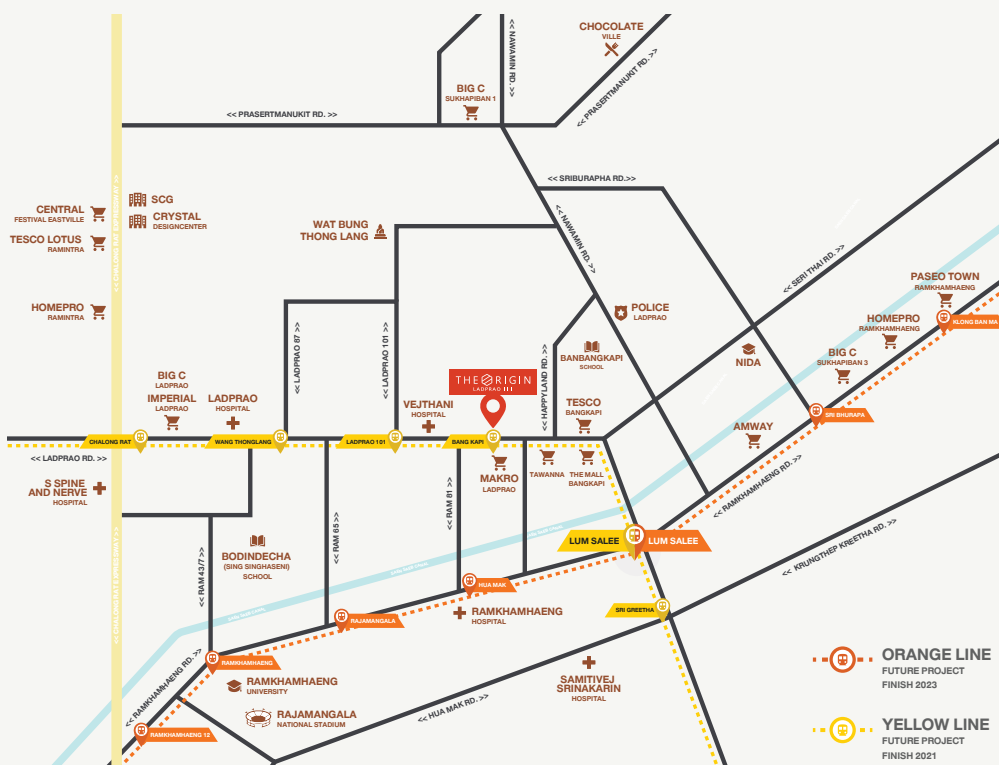 CHOCOLATE
VILLE
<< NAWAMIN RD. >>
<< PRASERTMANUKIT RD. >>
BIG C
SUKHAPIBAN 1
<< PRASERTMANUKIT RD. >>
<< SRIBURAPHA RD.>>
SCG
CENTRAL
FESTIVAL EASTVILLE
CRYSTAL
DESIGNCENTER
TESCO LOTUS
RAMINTRA
WAT BUNG
THONG LANG
<< NAWAMIN RD. >>
<< SERI THAI RD. >>
PASEO TOWN
RAMKHAMHAENG
HOMEPRO
RAMINTRA
POLICE
LADPRAO
HOMEPRO
RAMKHAMHAENG
KLONG BAN MA
<< LADPRAO 87 >>
<< LADPRAO 101 >>
<< HAPPYLAND RD. >>
BANBANGKAPI
SCHOOL
NIDA
BIG C
SUKHAPIBAN 3
BIG C
LADPRAO
IMPERIAL
LADPRAO
LADPRAO
HOSPITAL
THE ORIGIN
LADPRAO 111
VEJTHANI
HOSPITAL
TESCO
BANGKAPI
SRI BHURAPA
AMWAY
CHALONG RAT
WANG THONGLANG
LADPRAO 101
BANG KAPI
<< LADPRAO RD. >>
MAKRO
LADPRAO
TAWANNA
THE MALL
BANGKAPI
S SPINE
AND NERVE
HOSPITAL
<< RAM 81 >>
<< RAMKHAMHAENG RD. >>
<< RAM 65 >>
<< RAM 43/7 >>
BODINDECHA
(SING SINGHASENI)
SCHOOL
LUM SALEE
LUM SALEE
<< KRUNGTHEP KREETHA RD. >>
HUA MAK
RAJAMANGALA
RAMKHAMHAENG
HOSPITAL
SRI GREETHA
<< RAMKHAMHAENG RD. >>
RAMKHAMHAENG
RAMKHAMHAENG
UNIVERSITY
SAMITIVEJ
SRINAKARIN
HOSPITAL
<< HUA MAK RD. >>
RAJAMANGALA
NATIONAL STADIUM
RAMKHAMHAENG 12
ORANGE LINE
FUTURE PROJECT
FINISH 2023
YELLOW LINE
FUTURE PROJECT
FINISH 2021